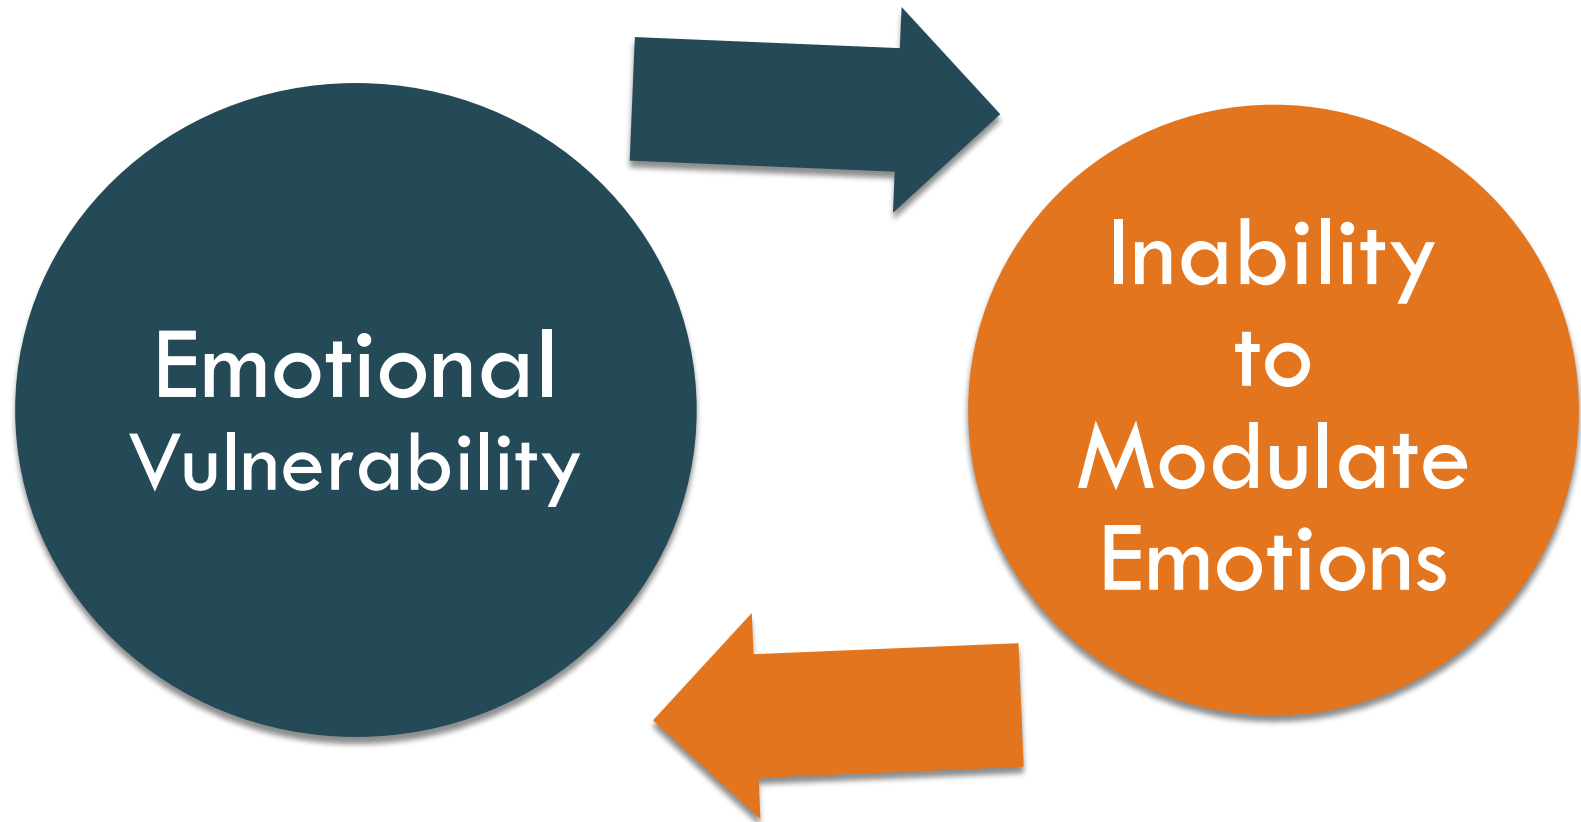 Emotional
Vulnerability
Inability
to
Modulate
Emotions